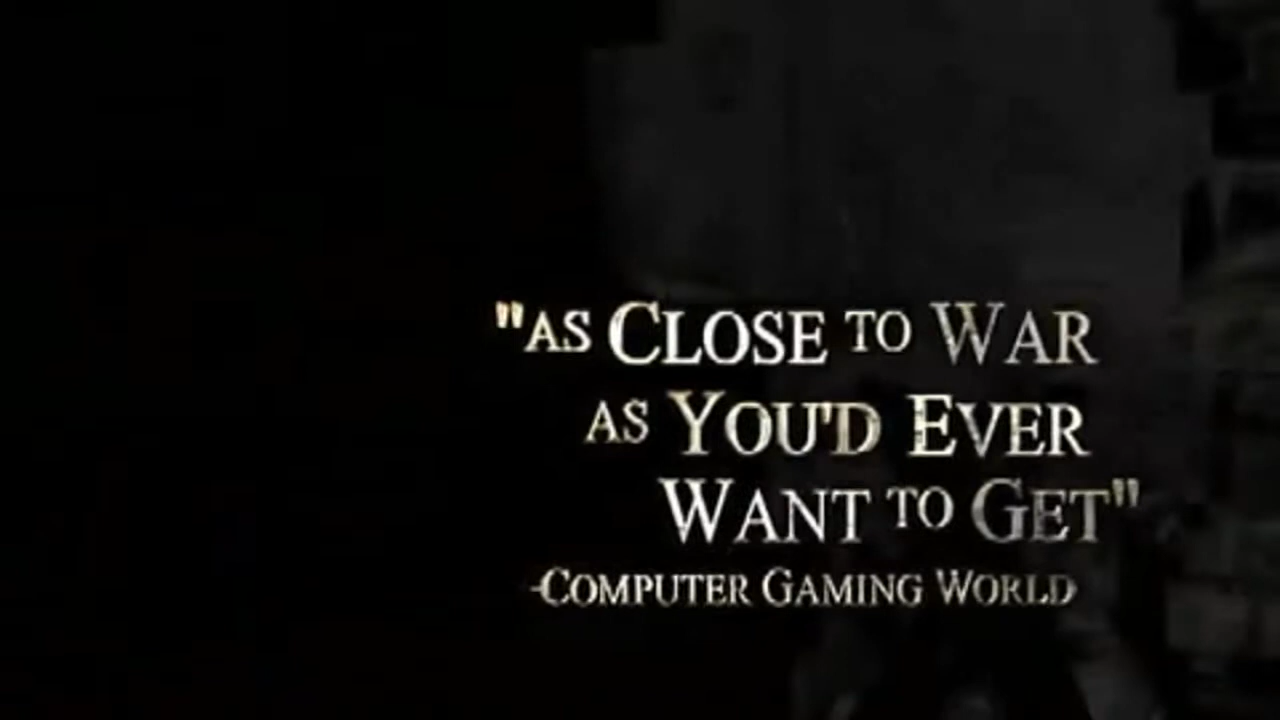 "AS CLOSE TO WAR
AS YOU'D EVER
WANT TO GET"
-COMPUTER GAMING WORLD